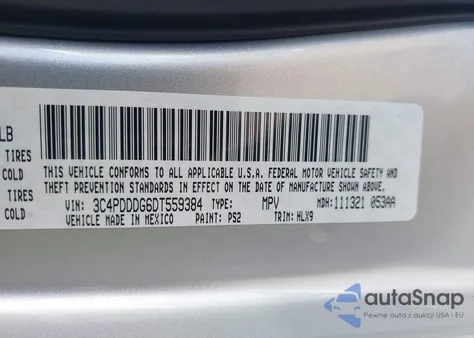 LB
TIRES
COLD
TIRES
COLD
THIS VEHICLE CONFORMS TO ALL APPLICABLE U.S.A. FEDERAL MOTOR VEHICLE SAFETY AND
THEFT PREVENTION STANDARDS IN EFFECT ON THE DATE OF MANUFACTURE SHOWN ABOVE.
VIN: 3C4PDDDG6DT559384 TYPE: MPV MDH: 111321 053AA
VEHICLE MADE IN MEXICO PAINT: PS2 TRIM: HLX9
autoSnap
Pewne auta z aukcji USA - EU